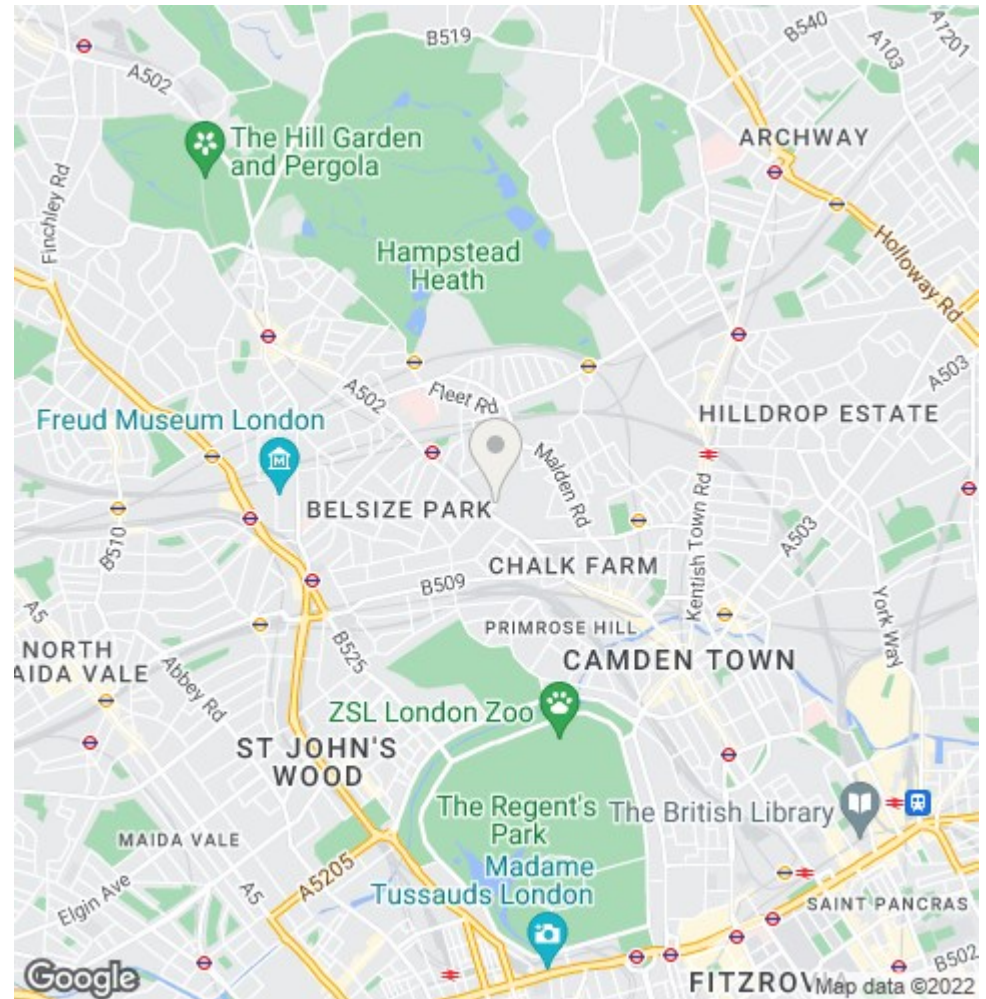 B519
B540
A103
A7201
A502
The Hill Garden
and Pergola
ARCHWAY
Finchley Rd
Hampstead
Heath
Holloway Rd
A502
Fleet Rd
A503
Freud Museum London
HILLDROP ESTATE
Malden Rd
BELSIZE PARK
Kentish Town Rd
A503
B510
CHALK FARM
B509
A5
York Way
PRIMROSE HILL
NORTH
AIDA VALE
B525
CAMDEN TOWN
Abbey Rd
ZSL London Zoo
ST JOHN'S
WOOD
The Regent's
Park
The British Library
MAIDA VALE
Madame
Tussauds London
A5205
Elgin Ave
A5
SAINT PANCRAS
B502
Google
FITZROV
Map data ©2022